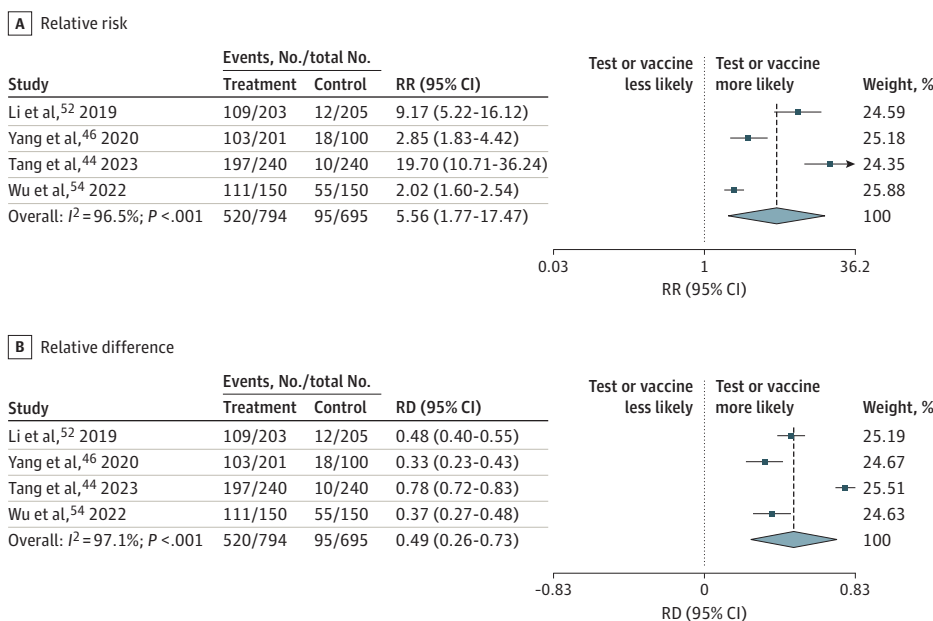 A Relative risk
Events, No./total No.
Test or vaccine less likely
Test or vaccine more likely
Study Treatment Control RR (95% CI) Weight, %
Li et al,52 2019 109/203 12/205 9.17 (5.22-16.12) 24.59
Yang et al,46 2020 103/201 18/100 2.85 (1.83-4.42) 25.18
Tang et al,44 2023 197/240 10/240 19.70 (10.71-36.24) 24.35
Wu et al,54 2022 111/150 55/150 2.02 (1.60-2.54) 25.88
Overall: I2 = 96.5%; P <.001 520/794 95/695 5.56 (1.77-17.47) 100
0.03 1 36.2
RR (95% CI)
B Relative difference
Events, No./total No.
Test or vaccine less likely
Test or vaccine more likely
Study Treatment Control RD (95% CI) Weight, %
Li et al,52 2019 109/203 12/205 0.48 (0.40-0.55) 25.19
Yang et al,46 2020 103/201 18/100 0.33 (0.23-0.43) 24.67
Tang et al,44 2023 197/240 10/240 0.78 (0.72-0.83) 25.51
Wu et al,54 2022 111/150 55/150 0.37 (0.27-0.48) 24.63
Overall: I2 = 97.1%; P <.001 520/794 95/695 0.49 (0.26-0.73) 100
-0.83 0 0.83
RD (95% CI)